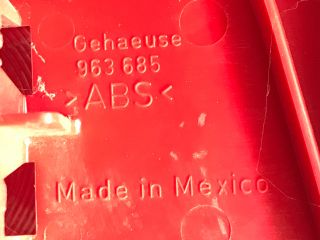 Gehaeuse
963 685
>ABS<
Made in Mexico